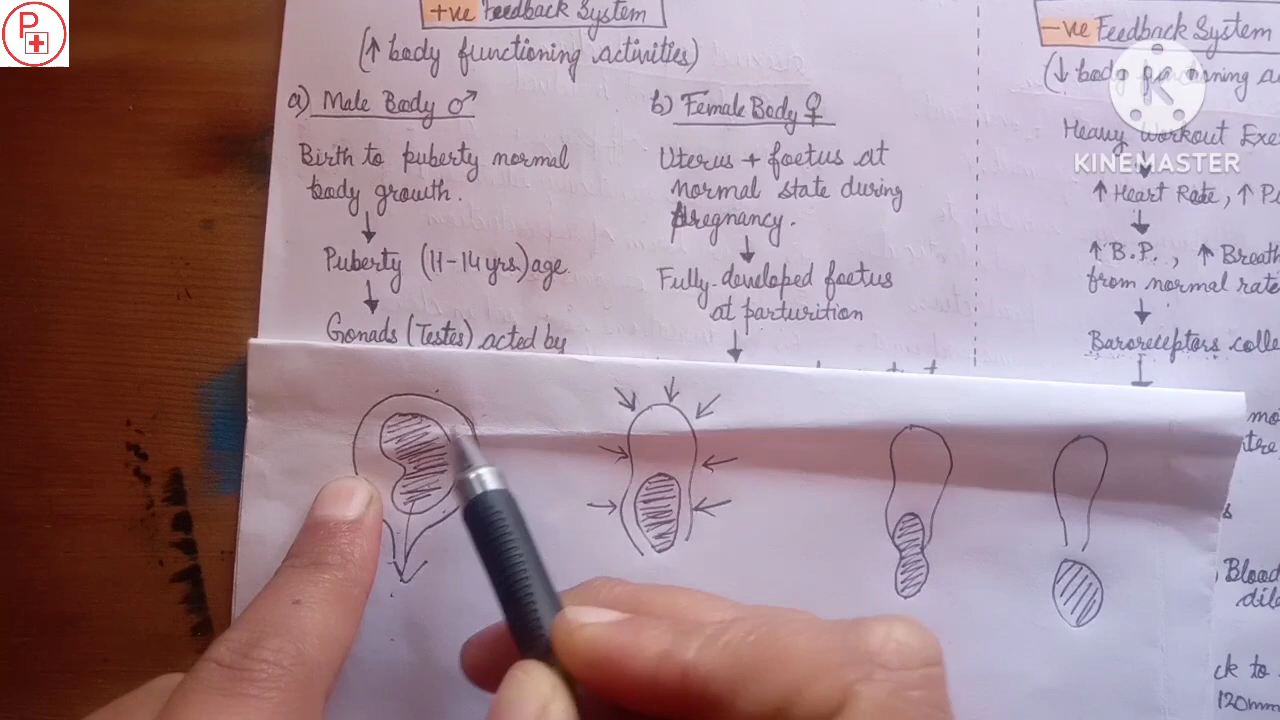 P
+ve Feedback System
(↑ body functioning activities)
a) Male Body ♂
Birth to puberty normal
body growth.
↓
Puberty (11-14 yrs.) age.
↓
Gonads (Testes) acted by
b) Female Body ♀
Uterus + foetus at
normal state during
pregnancy.
↓
Fully-developed foetus
at parturition
↓
-ve Feedback System
(↓ body
Heavy Workout
↑ Heart Rate, ↑
↑ B.P., ↑
from normal rate
↓
Baroreceptors
K
KINEMASTER
Blood
to